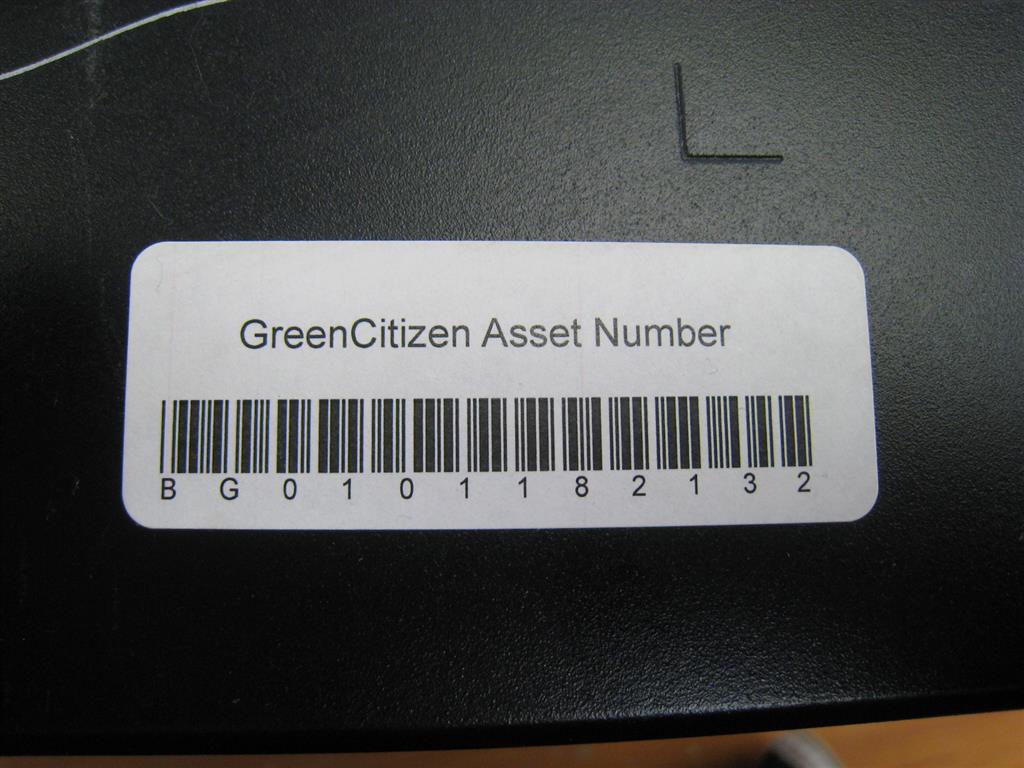 GreenCitizen Asset Number
B G 0 1 0 1 1 8 2 1 3 2